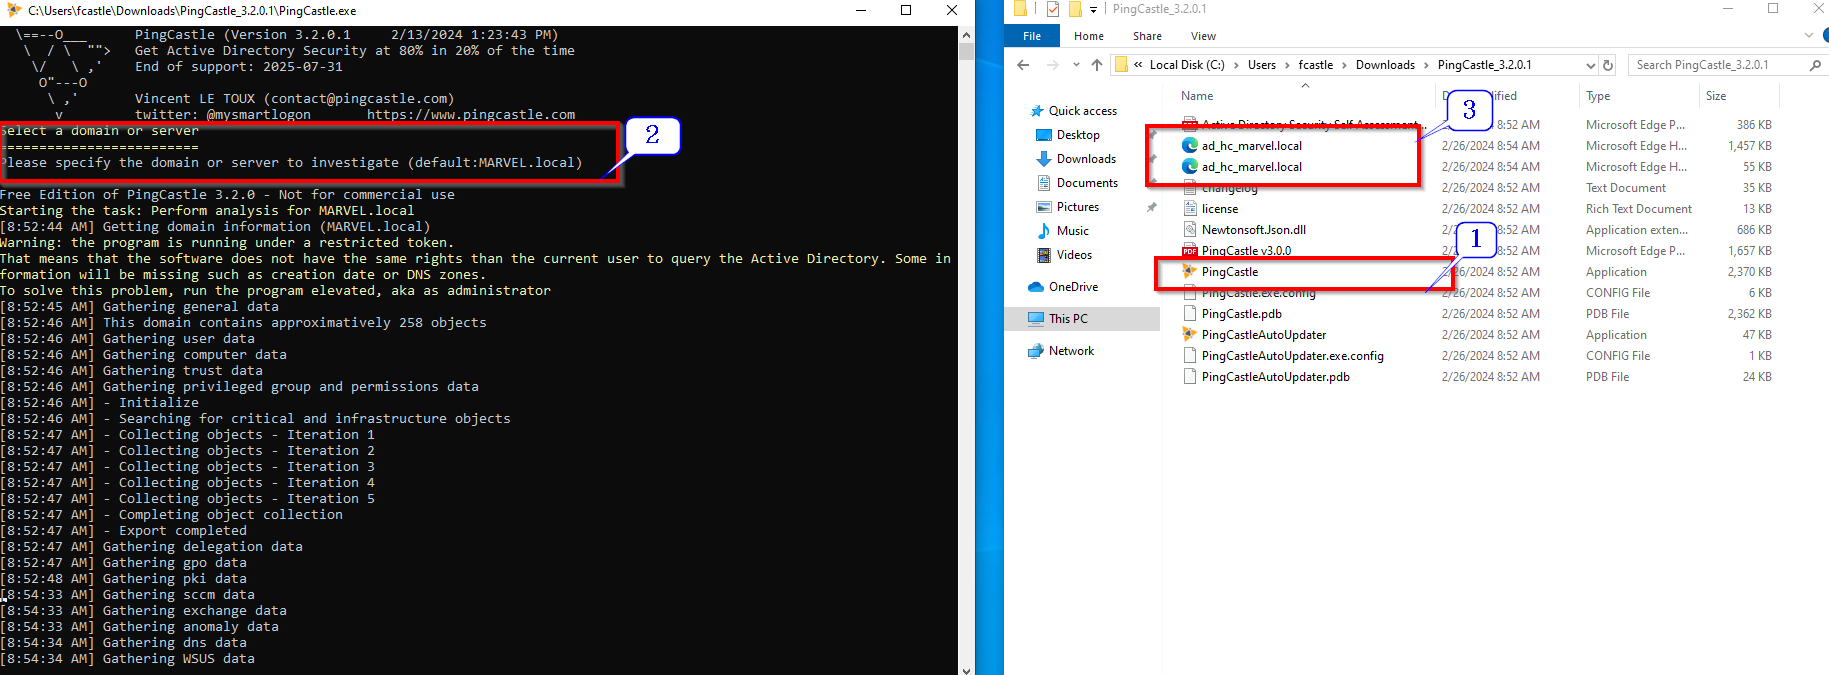 C:\Users\fcastle\Downloads\PingCastle_3.2.0.1\PingCastle.exe
\==--O___      PingCastle (Version 3.2.0.1     2/13/2024 1:23:43 PM)
\  / \  "">    Get Active Directory Security at 80% in 20% of the time
\/   \ ,'    End of support: 2025-07-31
O"---O
\ ,'       Vincent LE TOUX (contact@pingcastle.com)
v         twitter: @mysmartlogon       https://www.pingcastle.com
Select a domain or server
=========================
Please specify the domain or server to investigate (default:MARVEL.local)
2
Free Edition of PingCastle 3.2.0 - Not for commercial use
Starting the task: Perform analysis for MARVEL.local
[8:52:44 AM] Getting domain information (MARVEL.local)
Warning: the program is running under a restricted token.
That means that the software does not have the same rights than the current user to query the Active Directory. Some in
formation will be missing such as creation date or DNS zones.
To solve this problem, run the program elevated, aka as administrator
[8:52:45 AM] Gathering general data
[8:52:46 AM] This domain contains approximatively 258 objects
[8:52:46 AM] Gathering user data
[8:52:46 AM] Gathering computer data
[8:52:46 AM] Gathering trust data
[8:52:46 AM] Gathering privileged group and permissions data
[8:52:46 AM] - Initialize
[8:52:46 AM] - Searching for critical and infrastructure objects
[8:52:47 AM] - Collecting objects - Iteration 1
[8:52:47 AM] - Collecting objects - Iteration 2
[8:52:47 AM] - Collecting objects - Iteration 3
[8:52:47 AM] - Collecting objects - Iteration 4
[8:52:47 AM] - Collecting objects - Iteration 5
[8:52:47 AM] - Completing object collection
[8:52:47 AM] - Export completed
[8:52:47 AM] Gathering delegation data
[8:52:47 AM] Gathering gpo data
[8:52:48 AM] Gathering pki data
[8:54:33 AM] Gathering sccm data
[8:54:33 AM] Gathering exchange data
[8:54:33 AM] Gathering anomaly data
[8:54:34 AM] Gathering dns data
[8:54:34 AM] Gathering WSUS data
PingCastle_3.2.0.1
File Home Share View
« Local Disk (C:) > Users > fcastle > Downloads > PingCastle_3.2.0.1
Search PingCastle_3.2.0.1
Quick access
Desktop
Downloads
Documents
Pictures
Music
Videos
OneDrive
This PC
Network
Name Type Size
3
Active Directory Security Self Assessment... 2/26/2024 8:52 AM Microsoft Edge P... 386 KB
ad_hc_marvel.local 2/26/2024 8:54 AM Microsoft Edge H... 1,457 KB
ad_hc_marvel.local 2/26/2024 8:54 AM Microsoft Edge H... 55 KB
changelog 2/26/2024 8:52 AM Text Document 35 KB
license 2/26/2024 8:52 AM Rich Text Document 13 KB
Newtonsoft.Json.dll 2/26/2024 8:52 AM Application exten... 686 KB
1
PDF PingCastle v3.0.0 8:52 AM Microsoft Edge P... 1,657 KB
PingCastle 2/26/2024 8:52 AM Application 2,370 KB
PingCastle.exe.config 2/26/2024 8:52 AM CONFIG File 6 KB
PingCastle.pdb 2/26/2024 8:52 AM PDB File 2,362 KB
PingCastleAutoUpdater 2/26/2024 8:52 AM Application 47 KB
PingCastleAutoUpdater.exe.config 2/26/2024 8:52 AM CONFIG File 1 KB
PingCastleAutoUpdater.pdb 2/26/2024 8:52 AM PDB File 24 KB